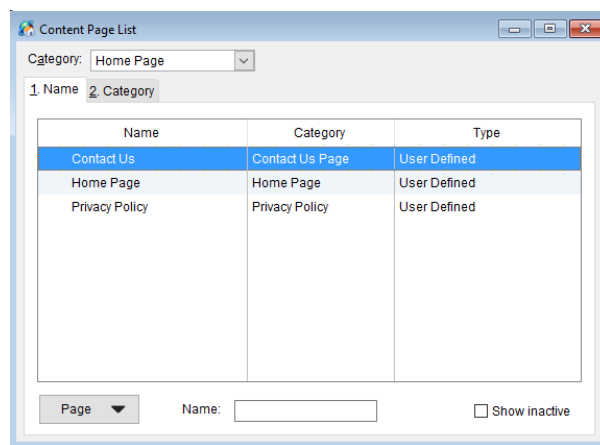 Content Page List
Category: Home Page
1. Name 2. Category
Name Category Type
Contact Us Contact Us Page User Defined
Home Page Home Page User Defined
Privacy Policy Privacy Policy User Defined
Page Name: Show inactive